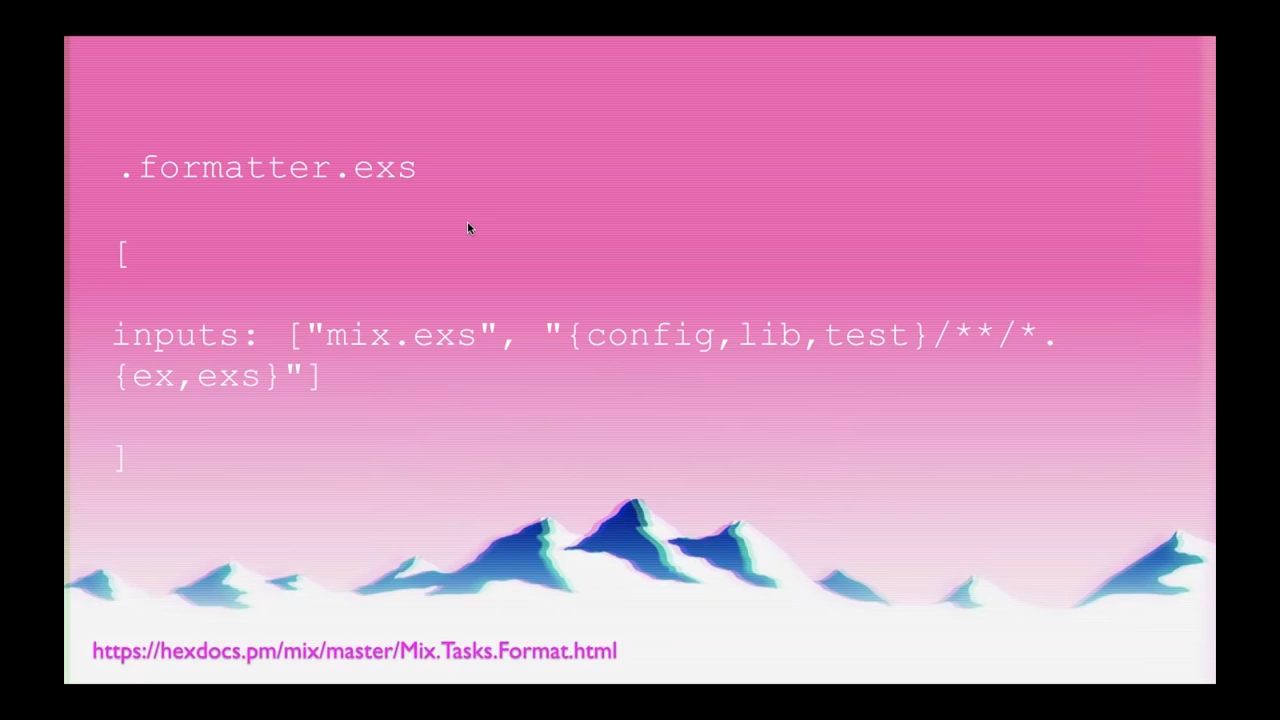 .formatter.exs
[
inputs: ["mix.exs", "{config,lib,test}/**/*.
{ex,exs}"]
]
https://hexdocs.pm/mix/master/Mix.Tasks.Format.html